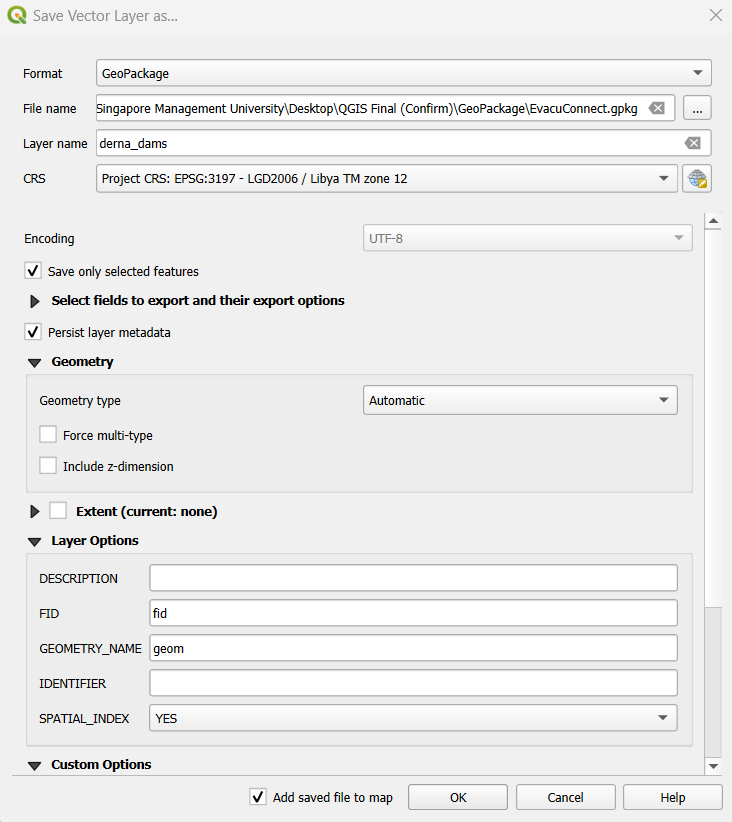 Save Vector Layer as...
Format GeoPackage
File name Singapore Management University\Desktop\QGIS Final (Confirm)\GeoPackage\EvacuConnect.gpkg ...
Layer name derna_dams
CRS Project CRS: EPSG:3197 - LGD2006 / Libya TM zone 12
Encoding UTF-8
Save only selected features
Select fields to export and their export options
Persist layer metadata
Geometry
Geometry type Automatic
Force multi-type
Include z-dimension
Extent (current: none)
Layer Options
DESCRIPTION
FID fid
GEOMETRY_NAME geom
IDENTIFIER
SPATIAL_INDEX YES
Custom Options
Add saved file to map OK Cancel Help